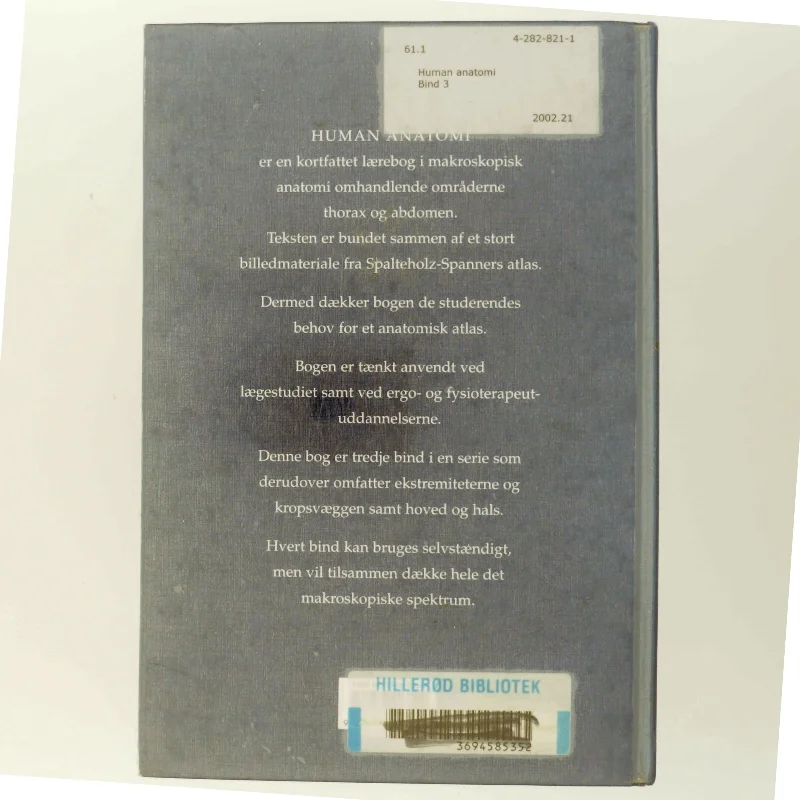 4-282-821-1
61.1
Human anatomi
Bind 3
2002.21
HUMAN ANATOMI
er en kortfattet lærebog i makroskopisk
anatomi omhandlende områderne
thorax og abdomen.
Teksten er bundet sammen af et stort
billedmateriale fra Spalteholz-Spanners atlas.
Dermed dækker bogen de studerendes
behov for et anatomisk atlas.
Bogen er tænkt anvendt ved
lægestudiet samt ved ergo- og fysioterapeut-
uddannelserne.
Denne bog er tredje bind i en serie som
derudover omfatter ekstremiteterne og
kropsvæggen samt hoved og hals.
Hvert bind kan bruges selvstændigt,
men vil tilsammen dække hele det
makroskopiske spektrum.
HILLERØD BIBLIOTEK
3694585352